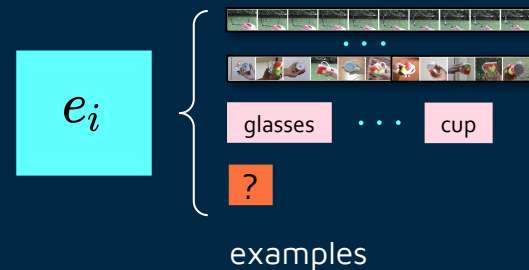 e_i
. . .
glasses . . . cup
?
examples